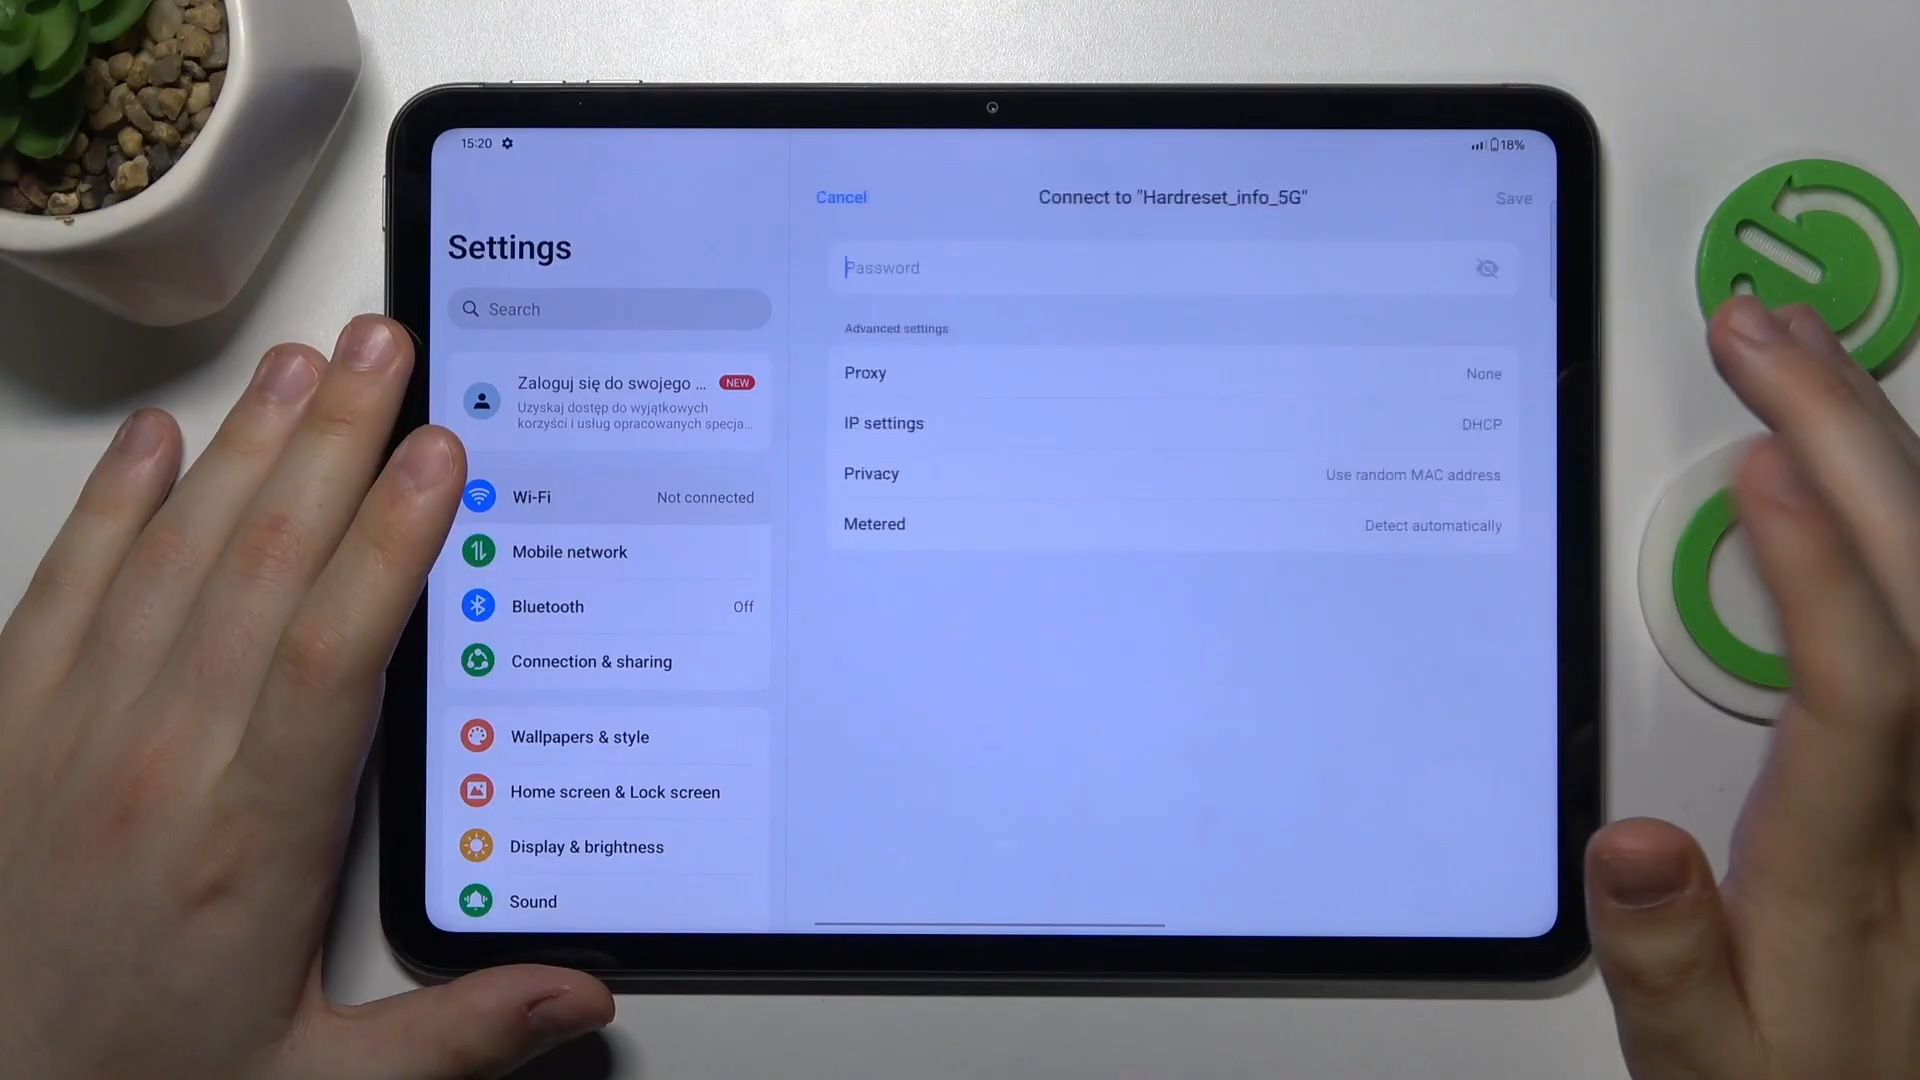 15:20
18%
Settings
Search
Zaloguj się do swojego ...
NEW
Uzyskaj dostęp do wyjątkowych
korzyści i usług opracowanych specja...
Wi-Fi
Not connected
Mobile network
Bluetooth
Off
Connection & sharing
Wallpapers & style
Home screen & Lock screen
Display & brightness
Sound
Cancel
Connect to "Hardreset_info_5G"
Save
Password
Advanced settings
Proxy
None
IP settings
DHCP
Privacy
Use random MAC address
Metered
Detect automatically